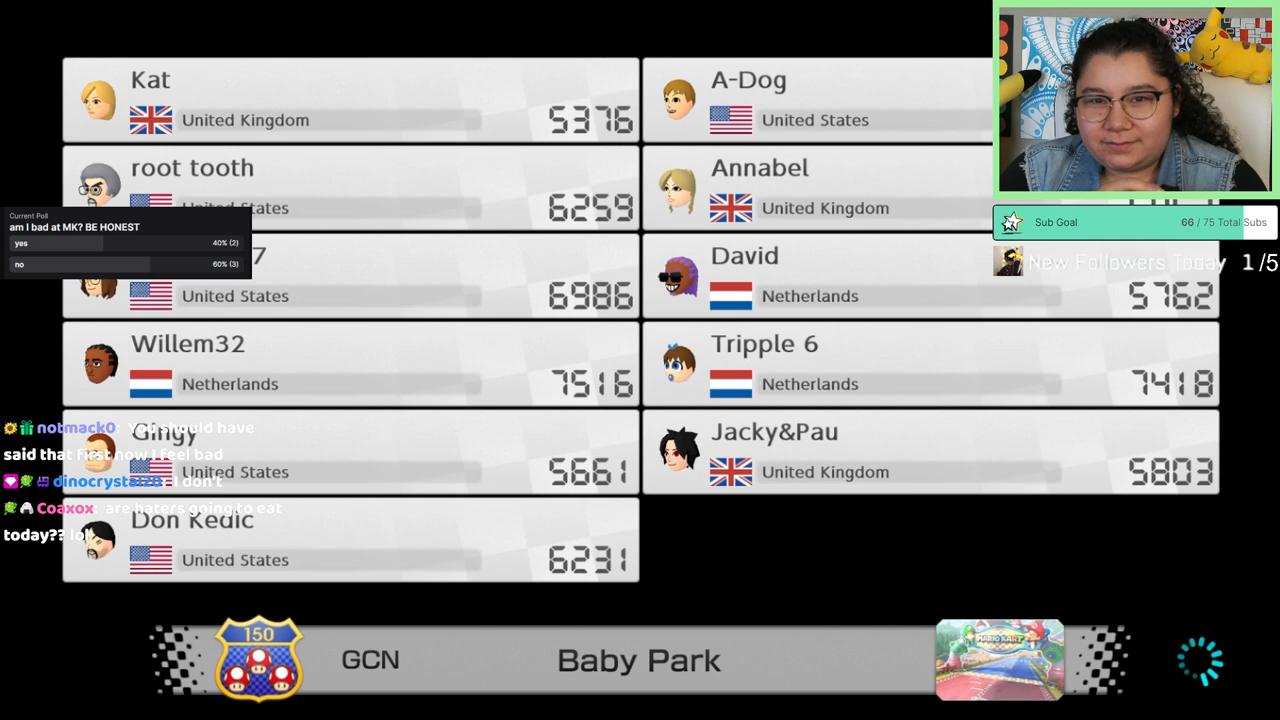 Kat
United Kingdom
5376
A-Dog
United States
root tooth
States
6259
Annabel
United Kingdom
Current Poll
am I bad at MK? BE HONEST
yes 40% (2)
no 60% (3)
7
United States
6986
David
Netherlands
5762
Willem32
Netherlands
7516
Tripple 6
Netherlands
7418
Gingy
United States
5661
Jacky&Pau
United Kingdom
5803
Don Kedic
United States
6231
Sub Goal 66 / 75 Total Subs
New Followers Today 1 /5
notmack0: You should have
said that first now I feel bad
: I don't
Coaxox: are haters going to eat
today?? lol
150
GCN
Baby Park
MARIO KART